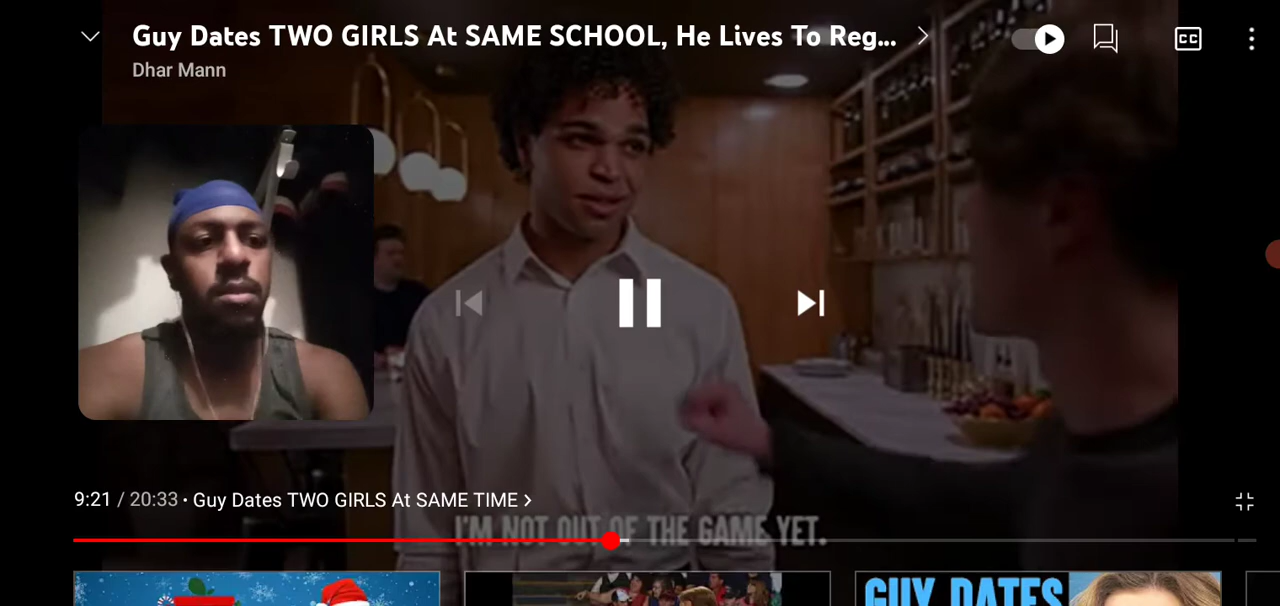 Guy Dates TWO GIRLS At SAME SCHOOL, He Lives To Reg...
Dhar Mann
CC
9:21 / 20:33 • Guy Dates TWO GIRLS At SAME TIME
I'M NOT OUT OF THE GAME YET.
GUY DATES